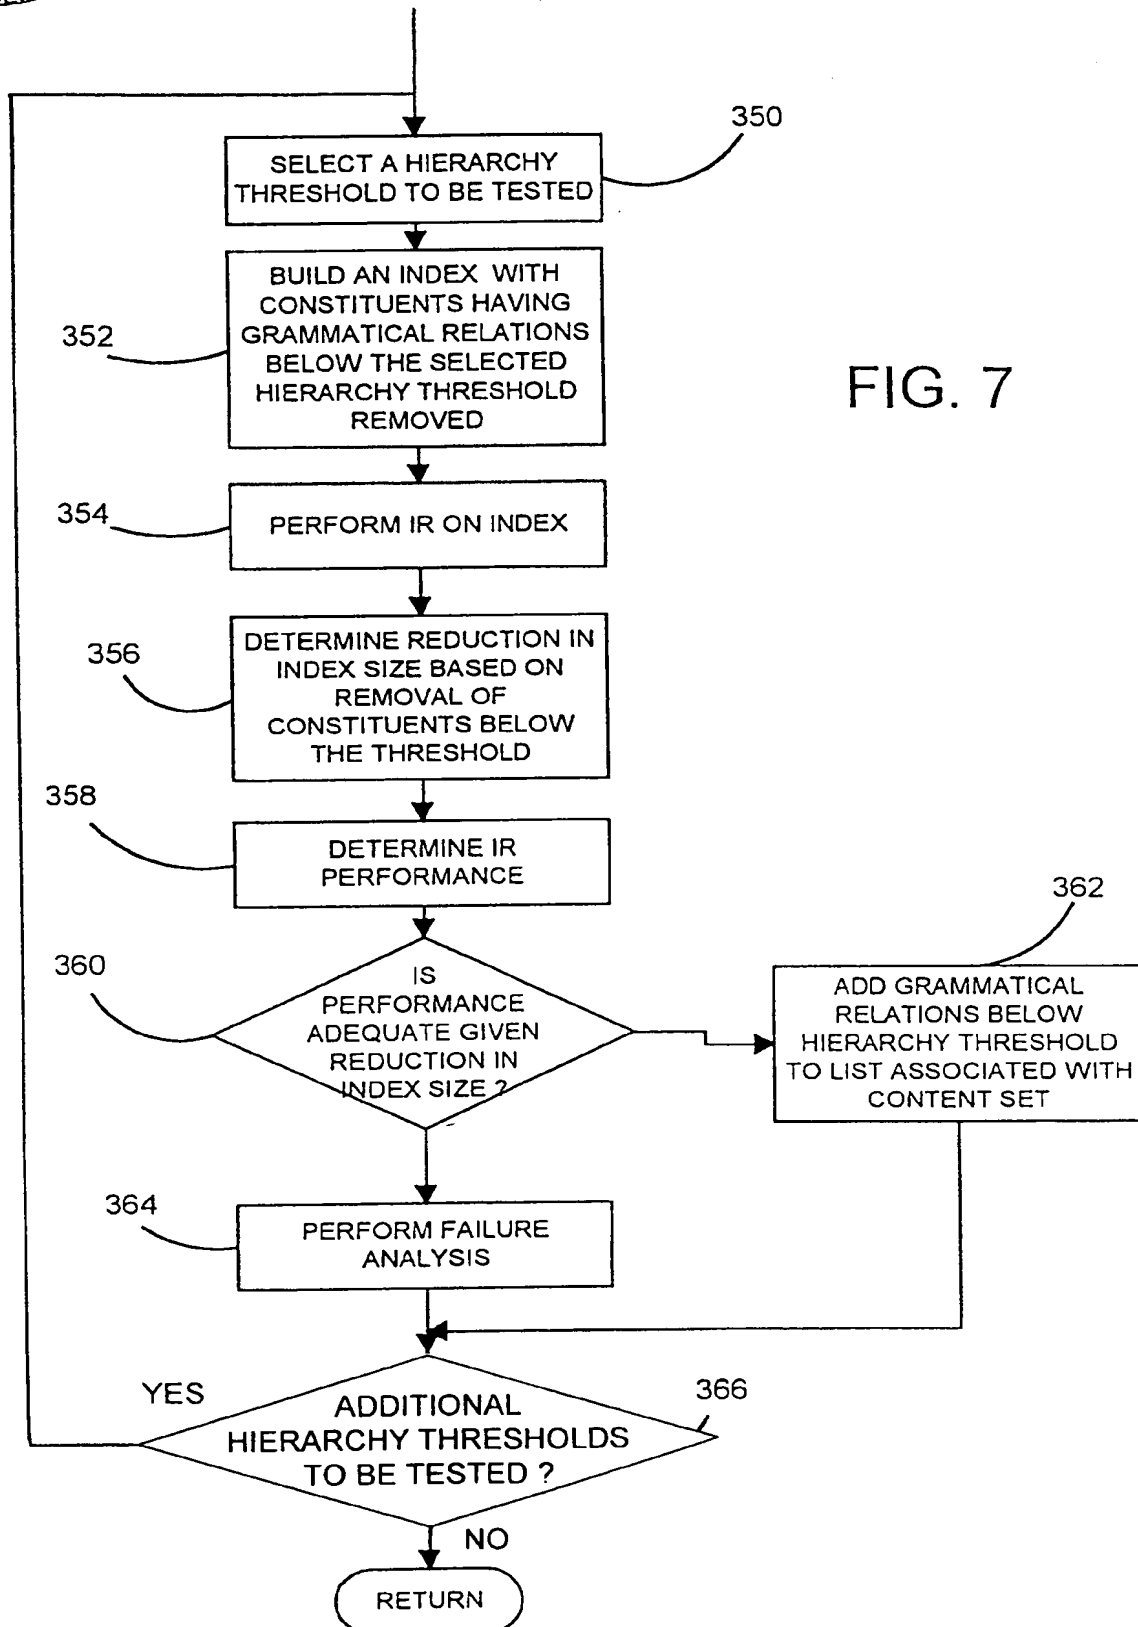 350
SELECT A HIERARCHY
THRESHOLD TO BE TESTED
352
BUILD AN INDEX WITH
CONSTITUENTS HAVING
GRAMMATICAL RELATIONS
BELOW THE SELECTED
HIERARCHY THRESHOLD
REMOVED
FIG. 7
354
PERFORM IR ON INDEX
356
DETERMINE REDUCTION IN
INDEX SIZE BASED ON
REMOVAL OF
CONSTITUENTS BELOW
THE THRESHOLD
358
DETERMINE IR
PERFORMANCE
360
IS
PERFORMANCE
ADEQUATE GIVEN
REDUCTION IN
INDEX SIZE ?
362
ADD GRAMMATICAL
RELATIONS BELOW
HIERARCHY THRESHOLD
TO LIST ASSOCIATED WITH
CONTENT SET
364
PERFORM FAILURE
ANALYSIS
YES
366
ADDITIONAL
HIERARCHY THRESHOLDS
TO BE TESTED ?
NO
RETURN